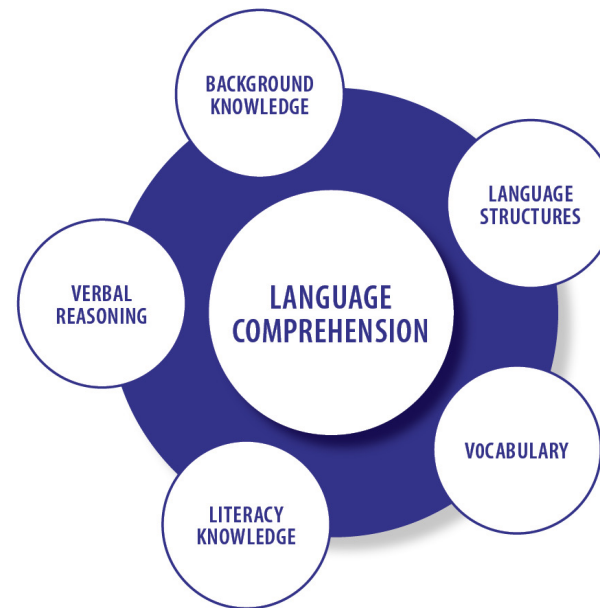 BACKGROUND
KNOWLEDGE
LANGUAGE
STRUCTURES
VERBAL
REASONING
LANGUAGE
COMPREHENSION
VOCABULARY
LITERACY
KNOWLEDGE